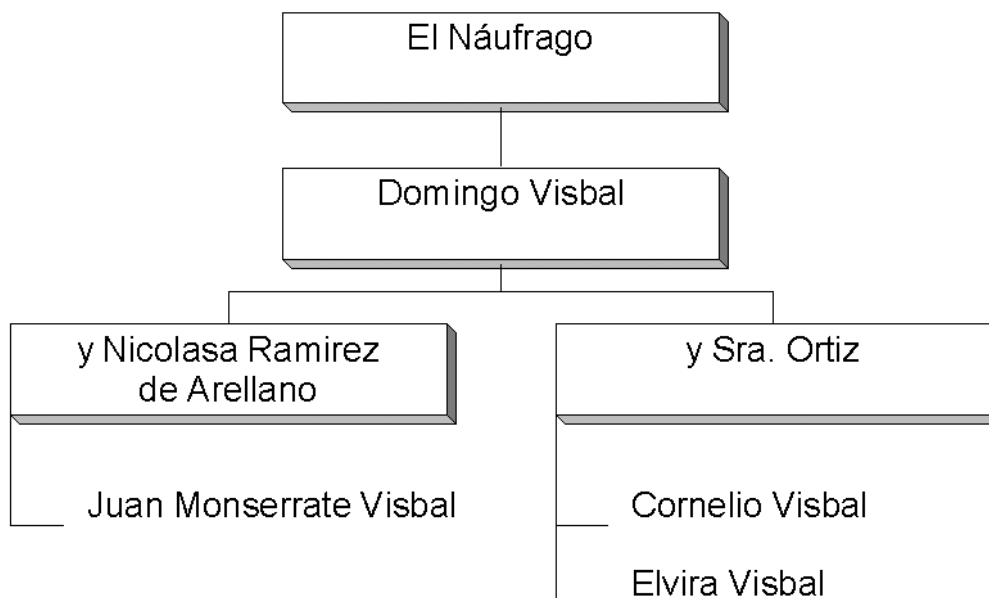 El Náufrago
Domingo Visbal
y Nicolasa Ramirez
de Arellano
y Sra. Ortiz
Juan Monserrate Visbal
Cornelio Visbal
Elvira Visbal